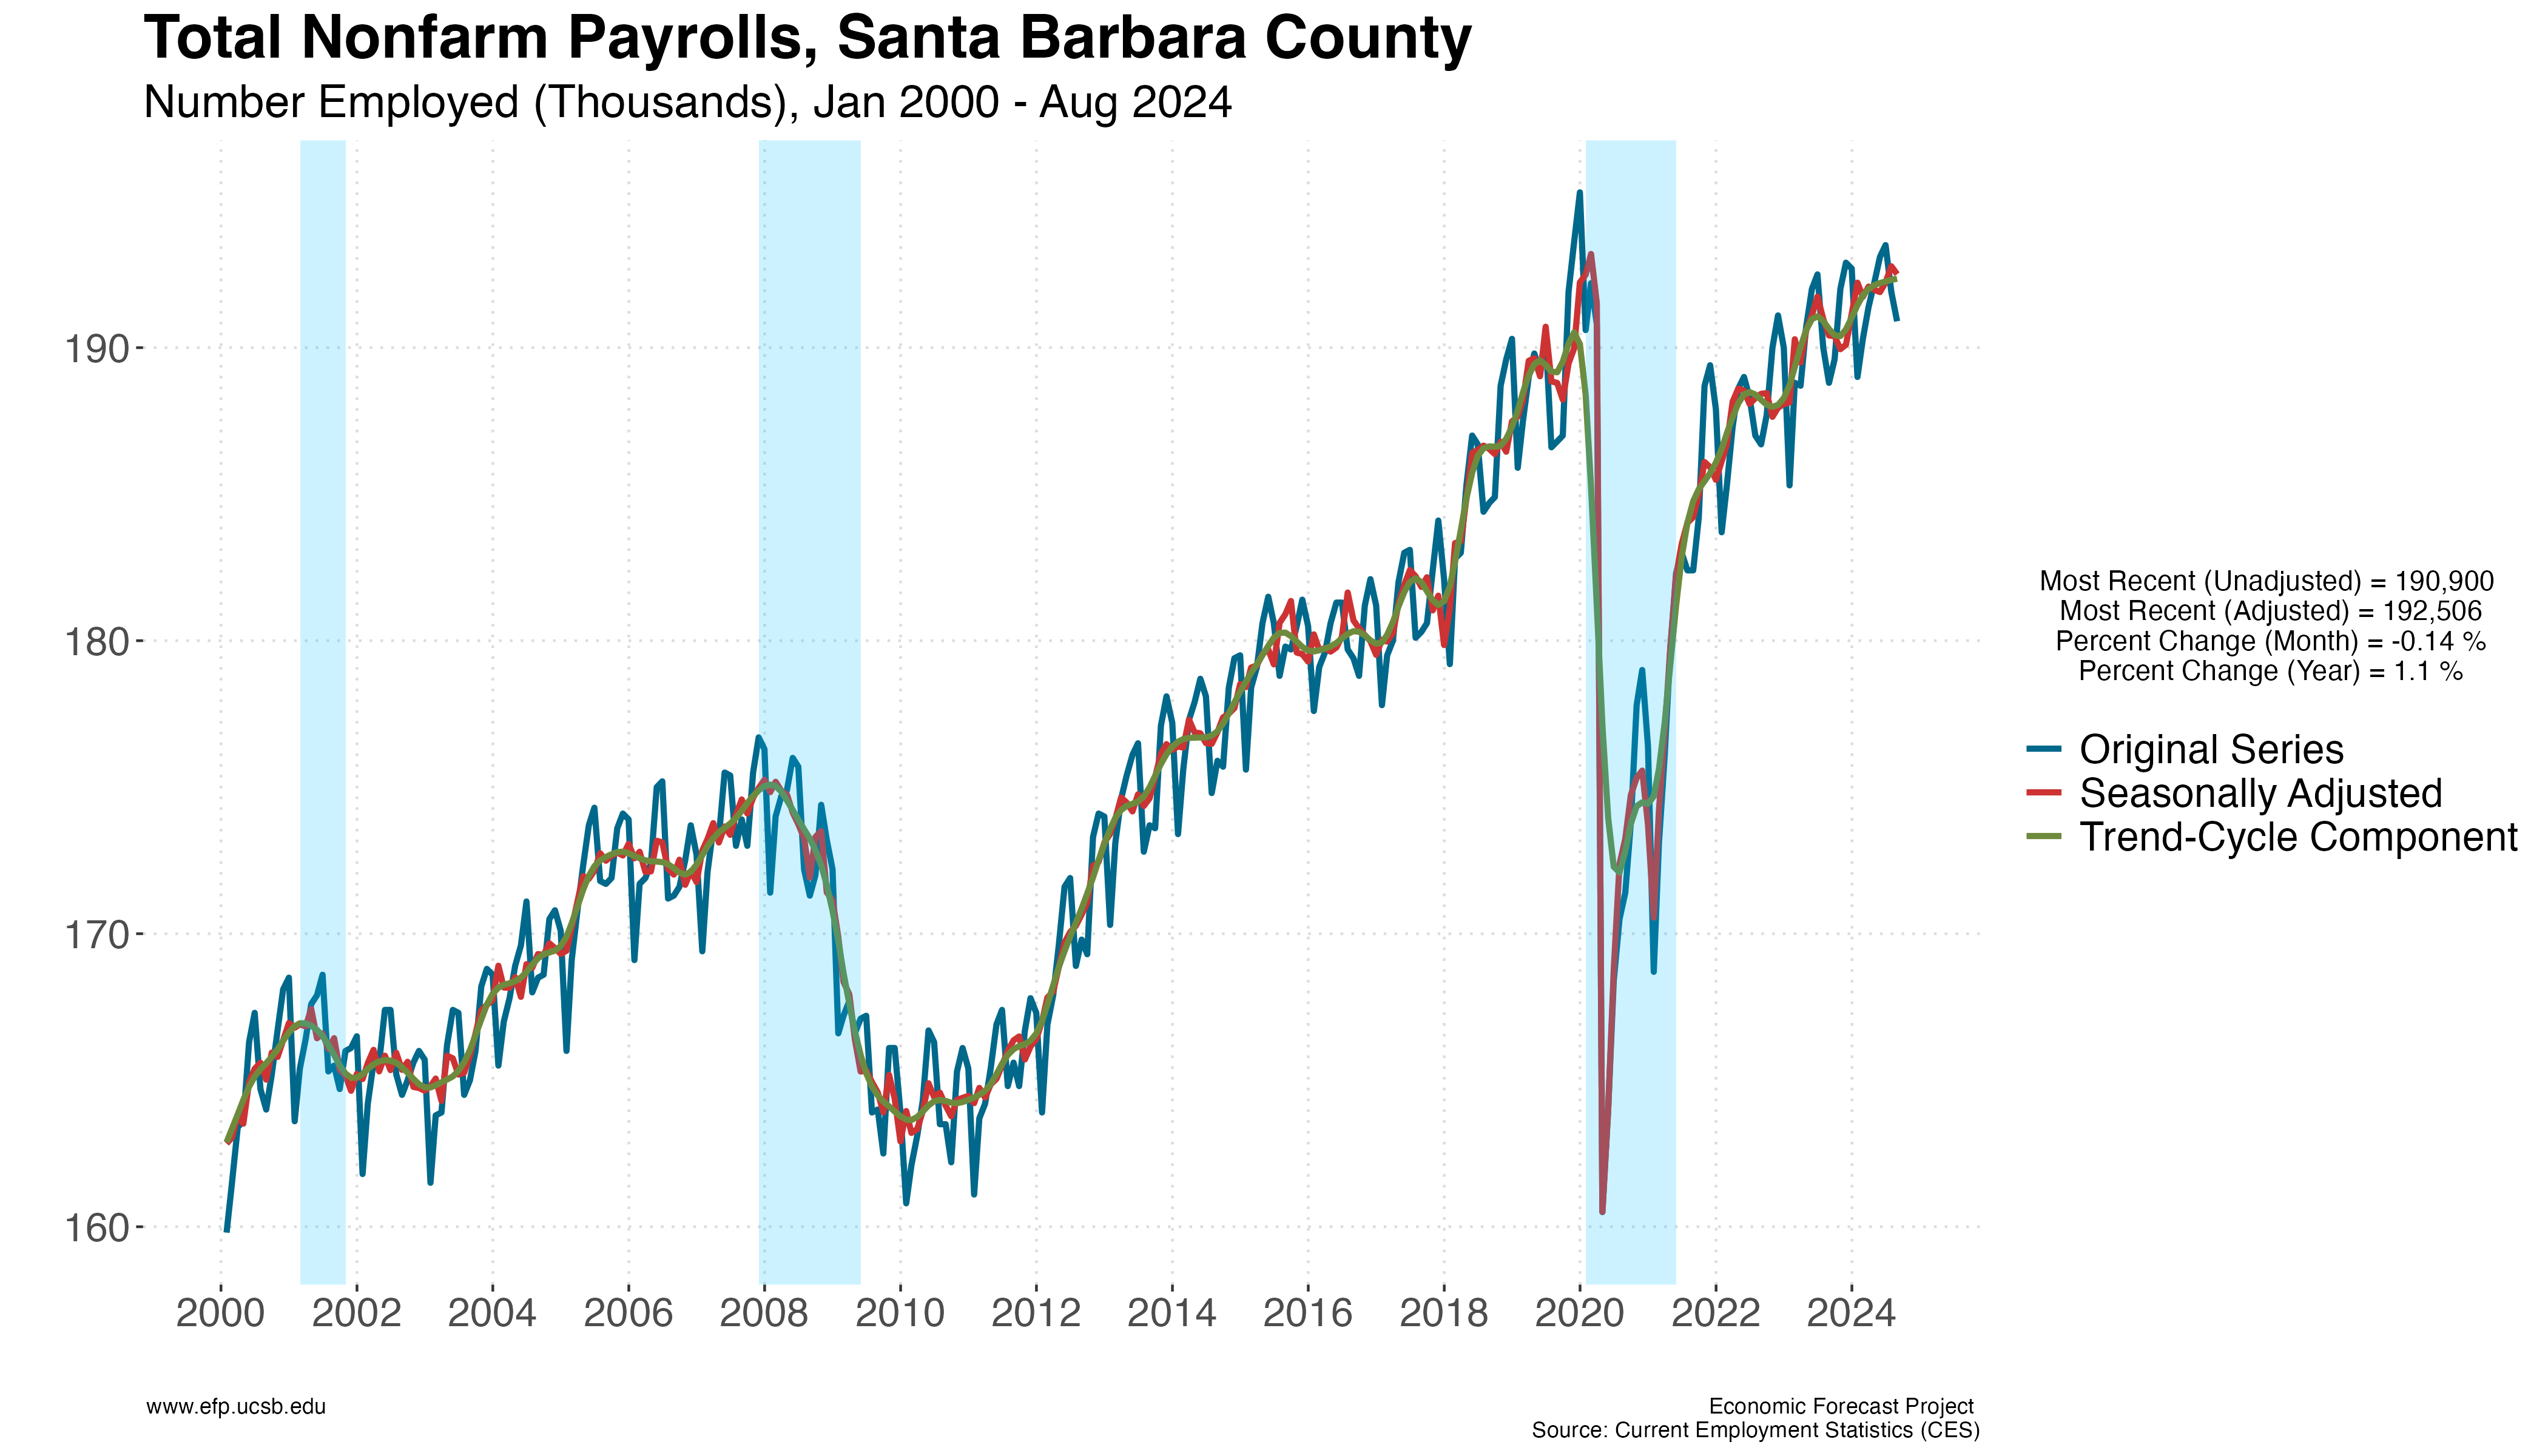 Total Nonfarm Payrolls, Santa Barbara County
Number Employed (Thousands), Jan 2000 - Aug 2024
190
180
170
160
2000 2002 2004 2006 2008 2010 2012 2014 2016 2018 2020 2022 2024
Most Recent (Unadjusted) = 190,900
Most Recent (Adjusted) = 192,506
Percent Change (Month) = -0.14 %
Percent Change (Year) = 1.1 %
Original Series
Seasonally Adjusted
Trend-Cycle Component
www.efp.ucsb.edu
Economic Forecast Project
Source: Current Employment Statistics (CES)